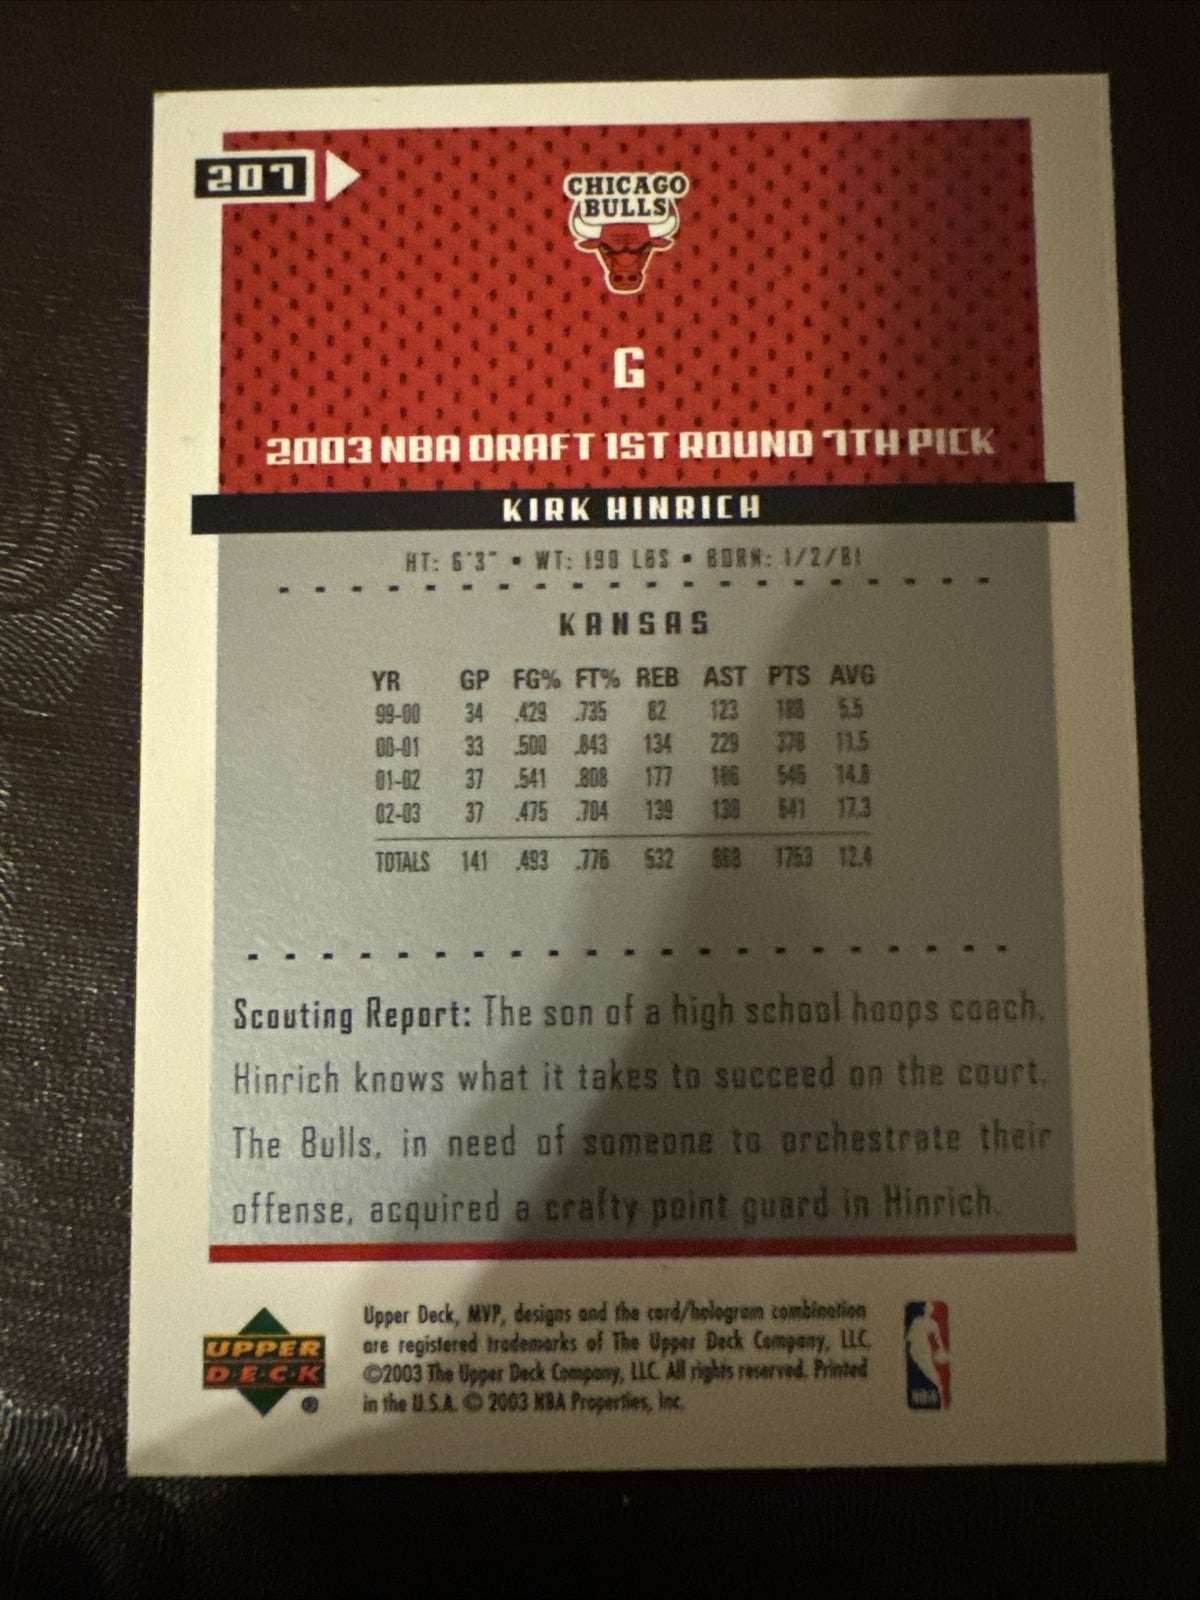 207
CHICAGO
BULLS
G
2003 NBA DRAFT 1ST ROUND 7TH PICK
KIRK HINRICH
HT: 6'3" • WT: 190 LBS • BORN: 1/2/81
KANSAS
YR GP FG% FT% REB AST PTS AVG
99-00 34 .429 .735 82 123 188 5.5
00-01 33 .500 .843 134 229 378 11.5
01-02 37 .541 .808 177 186 546 14.8
02-03 37 .475 .704 139 130 641 17.3
TOTALS 141 .493 .776 532 668 1753 12.4
Scouting Report: The son of a high school hoops coach,
Hinrich knows what it takes to succeed on the court.
The Bulls, in need of someone to orchestrate their
offense, acquired a crafty point guard in Hinrich.
UPPER
D·E·C·K
®
Upper Deck, MVP, designs and the card/hologram combination
are registered trademarks of The Upper Deck Company, LLC.
©2003 The Upper Deck Company, LLC. All rights reserved. Printed
in the U.S.A. © 2003 NBA Properties, Inc.
NBA